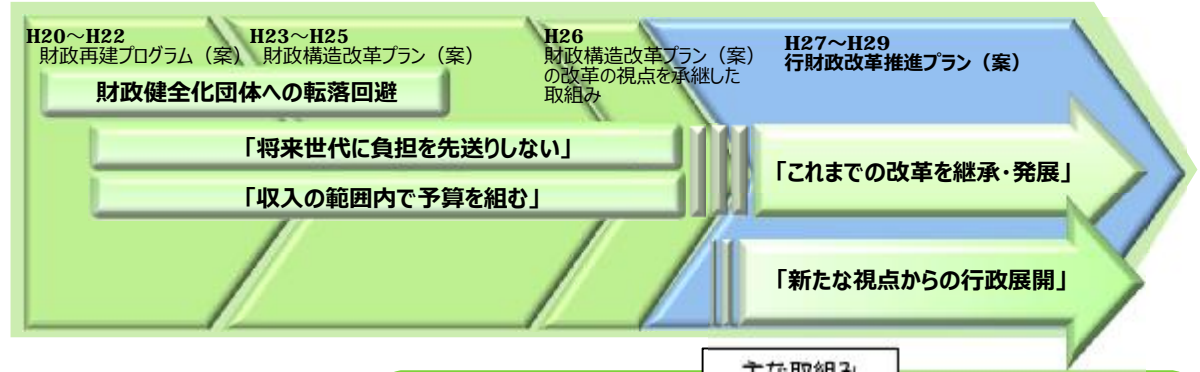 H20～H22
財政再建プログラム（案）
H23～H25
財政構造改革プラン（案）
H26
財政構造改革プラン（案）
の改革の視点を承継した
取組み
H27～H29
行財政改革推進プラン（案）
財政健全化団体への転落回避
「将来世代に負担を先送りしない」
「収入の範囲内で予算を組む」
「これまでの改革を継承・発展」
「新たな視点からの行政展開」
主な取組み